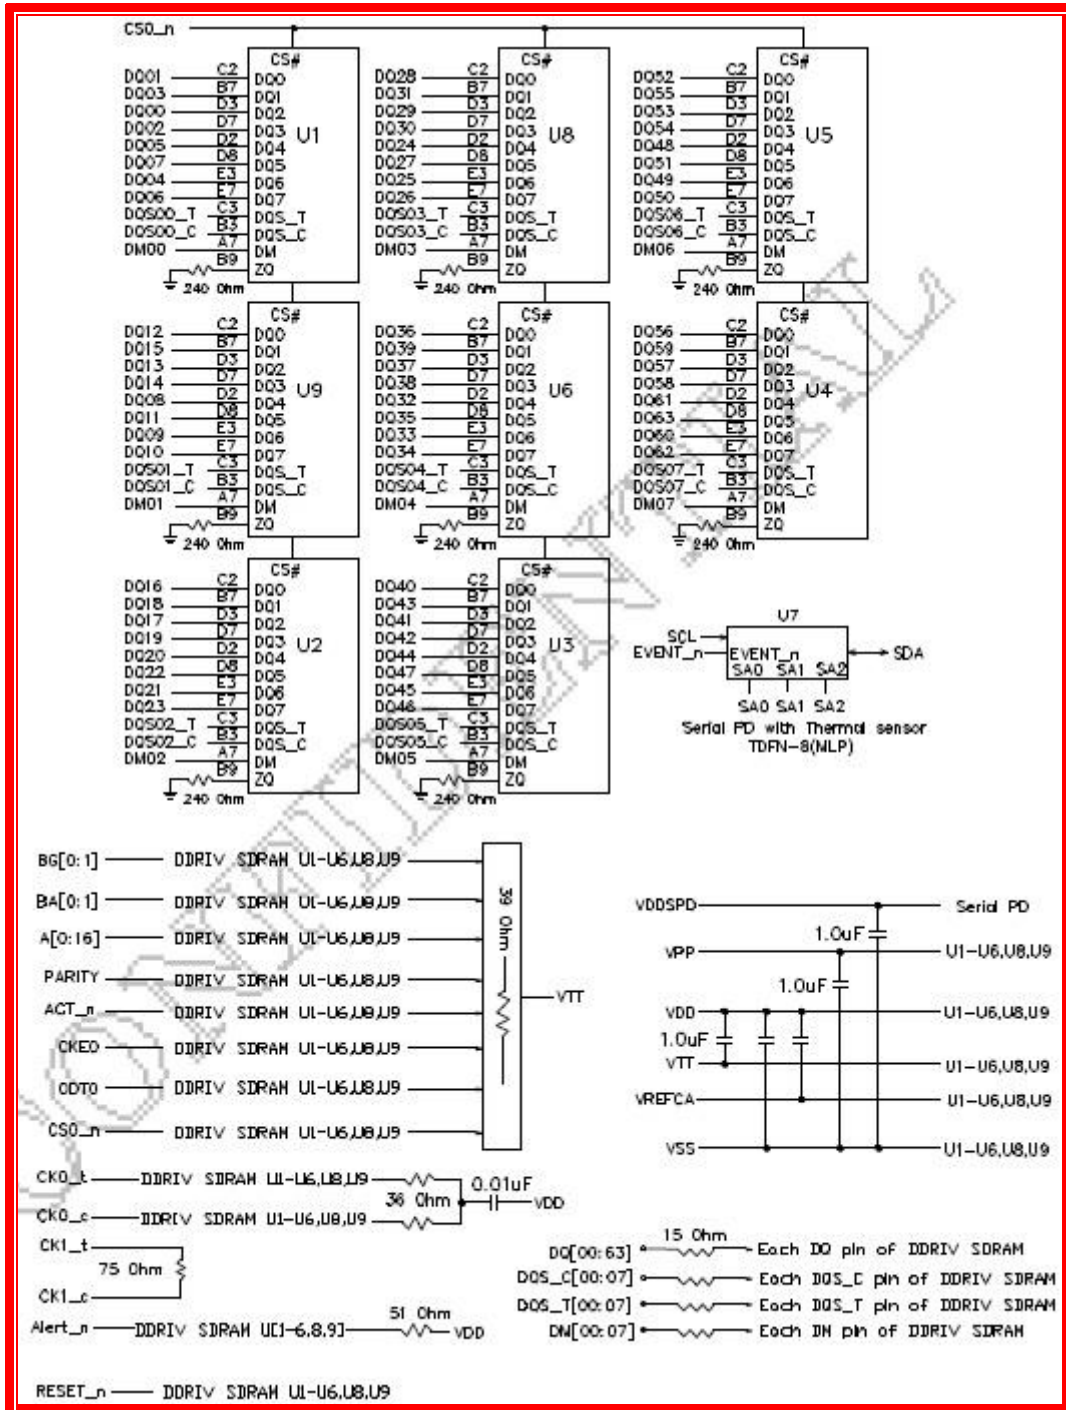 CS0_n
CS#
DQ01 C2 DQ0
DQ03 B7 DQ1
DQ00 D3 DQ2
DQ02 D7 DQ3
DQ05 D2 DQ4
DQ07 D8 DQ5
DQ04 E3 DQ6
DQ06 E7 DQ7
DQS00_T C3 DQS_T
DQS00_C B3 DQS_C
DM00 A7 DM
B9 ZQ
240 Ohm
U1
CS#
DQ28 C2 DQ0
DQ31 B7 DQ1
DQ29 D3 DQ2
DQ30 D7 DQ3
DQ24 D2 DQ4
DQ27 D8 DQ5
DQ25 E3 DQ6
DQ26 E7 DQ7
DQS03_T C3 DQS_T
DQS03_C B3 DQS_C
DM03 A7 DM
B9 ZQ
240 Ohm
U8
CS#
DQ52 C2 DQ0
DQ55 B7 DQ1
DQ53 D3 DQ2
DQ54 D7 DQ3
DQ48 D2 DQ4
DQ51 D8 DQ5
DQ49 E3 DQ6
DQ50 E7 DQ7
DQS06_T C3 DQS_T
DQS06_C B3 DQS_C
DM06 A7 DM
B9 ZQ
240 Ohm
U5
CS#
DQ12 C2 DQ0
DQ15 B7 DQ1
DQ13 D3 DQ2
DQ14 D7 DQ3
DQ08 D2 DQ4
DQ11 D8 DQ5
DQ09 E3 DQ6
DQ10 E7 DQ7
DQS01_T C3 DQS_T
DQS01_C B3 DQS_C
DM01 A7 DM
B9 ZQ
240 Ohm
U9
CS#
DQ36 C2 DQ0
DQ39 B7 DQ1
DQ37 D3 DQ2
DQ38 D7 DQ3
DQ32 D2 DQ4
DQ35 D8 DQ5
DQ33 E3 DQ6
DQ34 E7 DQ7
DQS04_T C3 DQS_T
DQS04_C B3 DQS_C
DM04 A7 DM
B9 ZQ
240 Ohm
U6
CS#
DQ56 C2 DQ0
DQ59 B7 DQ1
DQ57 D3 DQ2
DQ58 D7 DQ3
DQ61 D2 DQ4
DQ63 D8 DQ5
DQ60 E3 DQ6
DQ62 E7 DQ7
DQS07_T C3 DQS_T
DQS07_C B3 DQS_C
DM07 A7 DM
B9 ZQ
240 Ohm
U4
CS#
DQ16 C2 DQ0
DQ18 B7 DQ1
DQ17 D3 DQ2
DQ19 D7 DQ3
DQ20 D2 DQ4
DQ22 D8 DQ5
DQ21 E3 DQ6
DQ23 E7 DQ7
DQS02_T C3 DQS_T
DQS02_C B3 DQS_C
DM02 A7 DM
B9 ZQ
240 Ohm
U2
CS#
DQ40 C2 DQ0
DQ43 B7 DQ1
DQ41 D3 DQ2
DQ42 D7 DQ3
DQ44 D2 DQ4
DQ47 D8 DQ5
DQ45 E3 DQ6
DQ46 E7 DQ7
DQS05_T C3 DQS_T
DQS05_C B3 DQS_C
DM05 A7 DM
B9 ZQ
240 Ohm
U3
U7
SCL
EVENT_n EVENT_n SDA
SA0 SA1 SA2
SA0 SA1 SA2
Serial PD with Thermal sensor
TDFN-8(MLP)
CONFIDENTIAL
BG[0:1] DDRIV SDRAM U1-U6,U8,U9
BA[0:1] DDRIV SDRAM U1-U6,U8,U9
A[0:16] DDRIV SDRAM U1-U6,U8,U9
PARITY DDRIV SDRAM U1-U6,U8,U9
ACT_n DDRIV SDRAM U1-U6,U8,U9
CKE0 DDRIV SDRAM U1-U6,U8,U9
ODT0 DDRIV SDRAM U1-U6,U8,U9
CS0_n DDRIV SDRAM U1-U6,U8,U9
39 Ohm
VTT
CK0_t DDRIV SDRAM U1-U6,U8,U9
36 Ohm 0.01uF VDD
CK0_c DDRIV SDRAM U1-U6,U8,U9
CK1_t
75 Ohm
CK1_c
Alert_n DDRIV SDRAM U[1-6,8,9] 51 Ohm VDD
RESET_n DDRIV SDRAM U1-U6,U8,U9
VDDSPD Serial PD
1.0uF
VPP U1-U6,U8,U9
1.0uF
VDD U1-U6,U8,U9
1.0uF
VTT U1-U6,U8,U9
VREFCA U1-U6,U8,U9
VSS U1-U6,U8,U9
15 Ohm
DQ[00:63] Each DQ pin of DDRIV SDRAM
DQS_C[00:07] Each DQS_C pin of DDRIV SDRAM
DQS_T[00:07] Each DQS_T pin of DDRIV SDRAM
DM[00:07] Each DM pin of DDRIV SDRAM